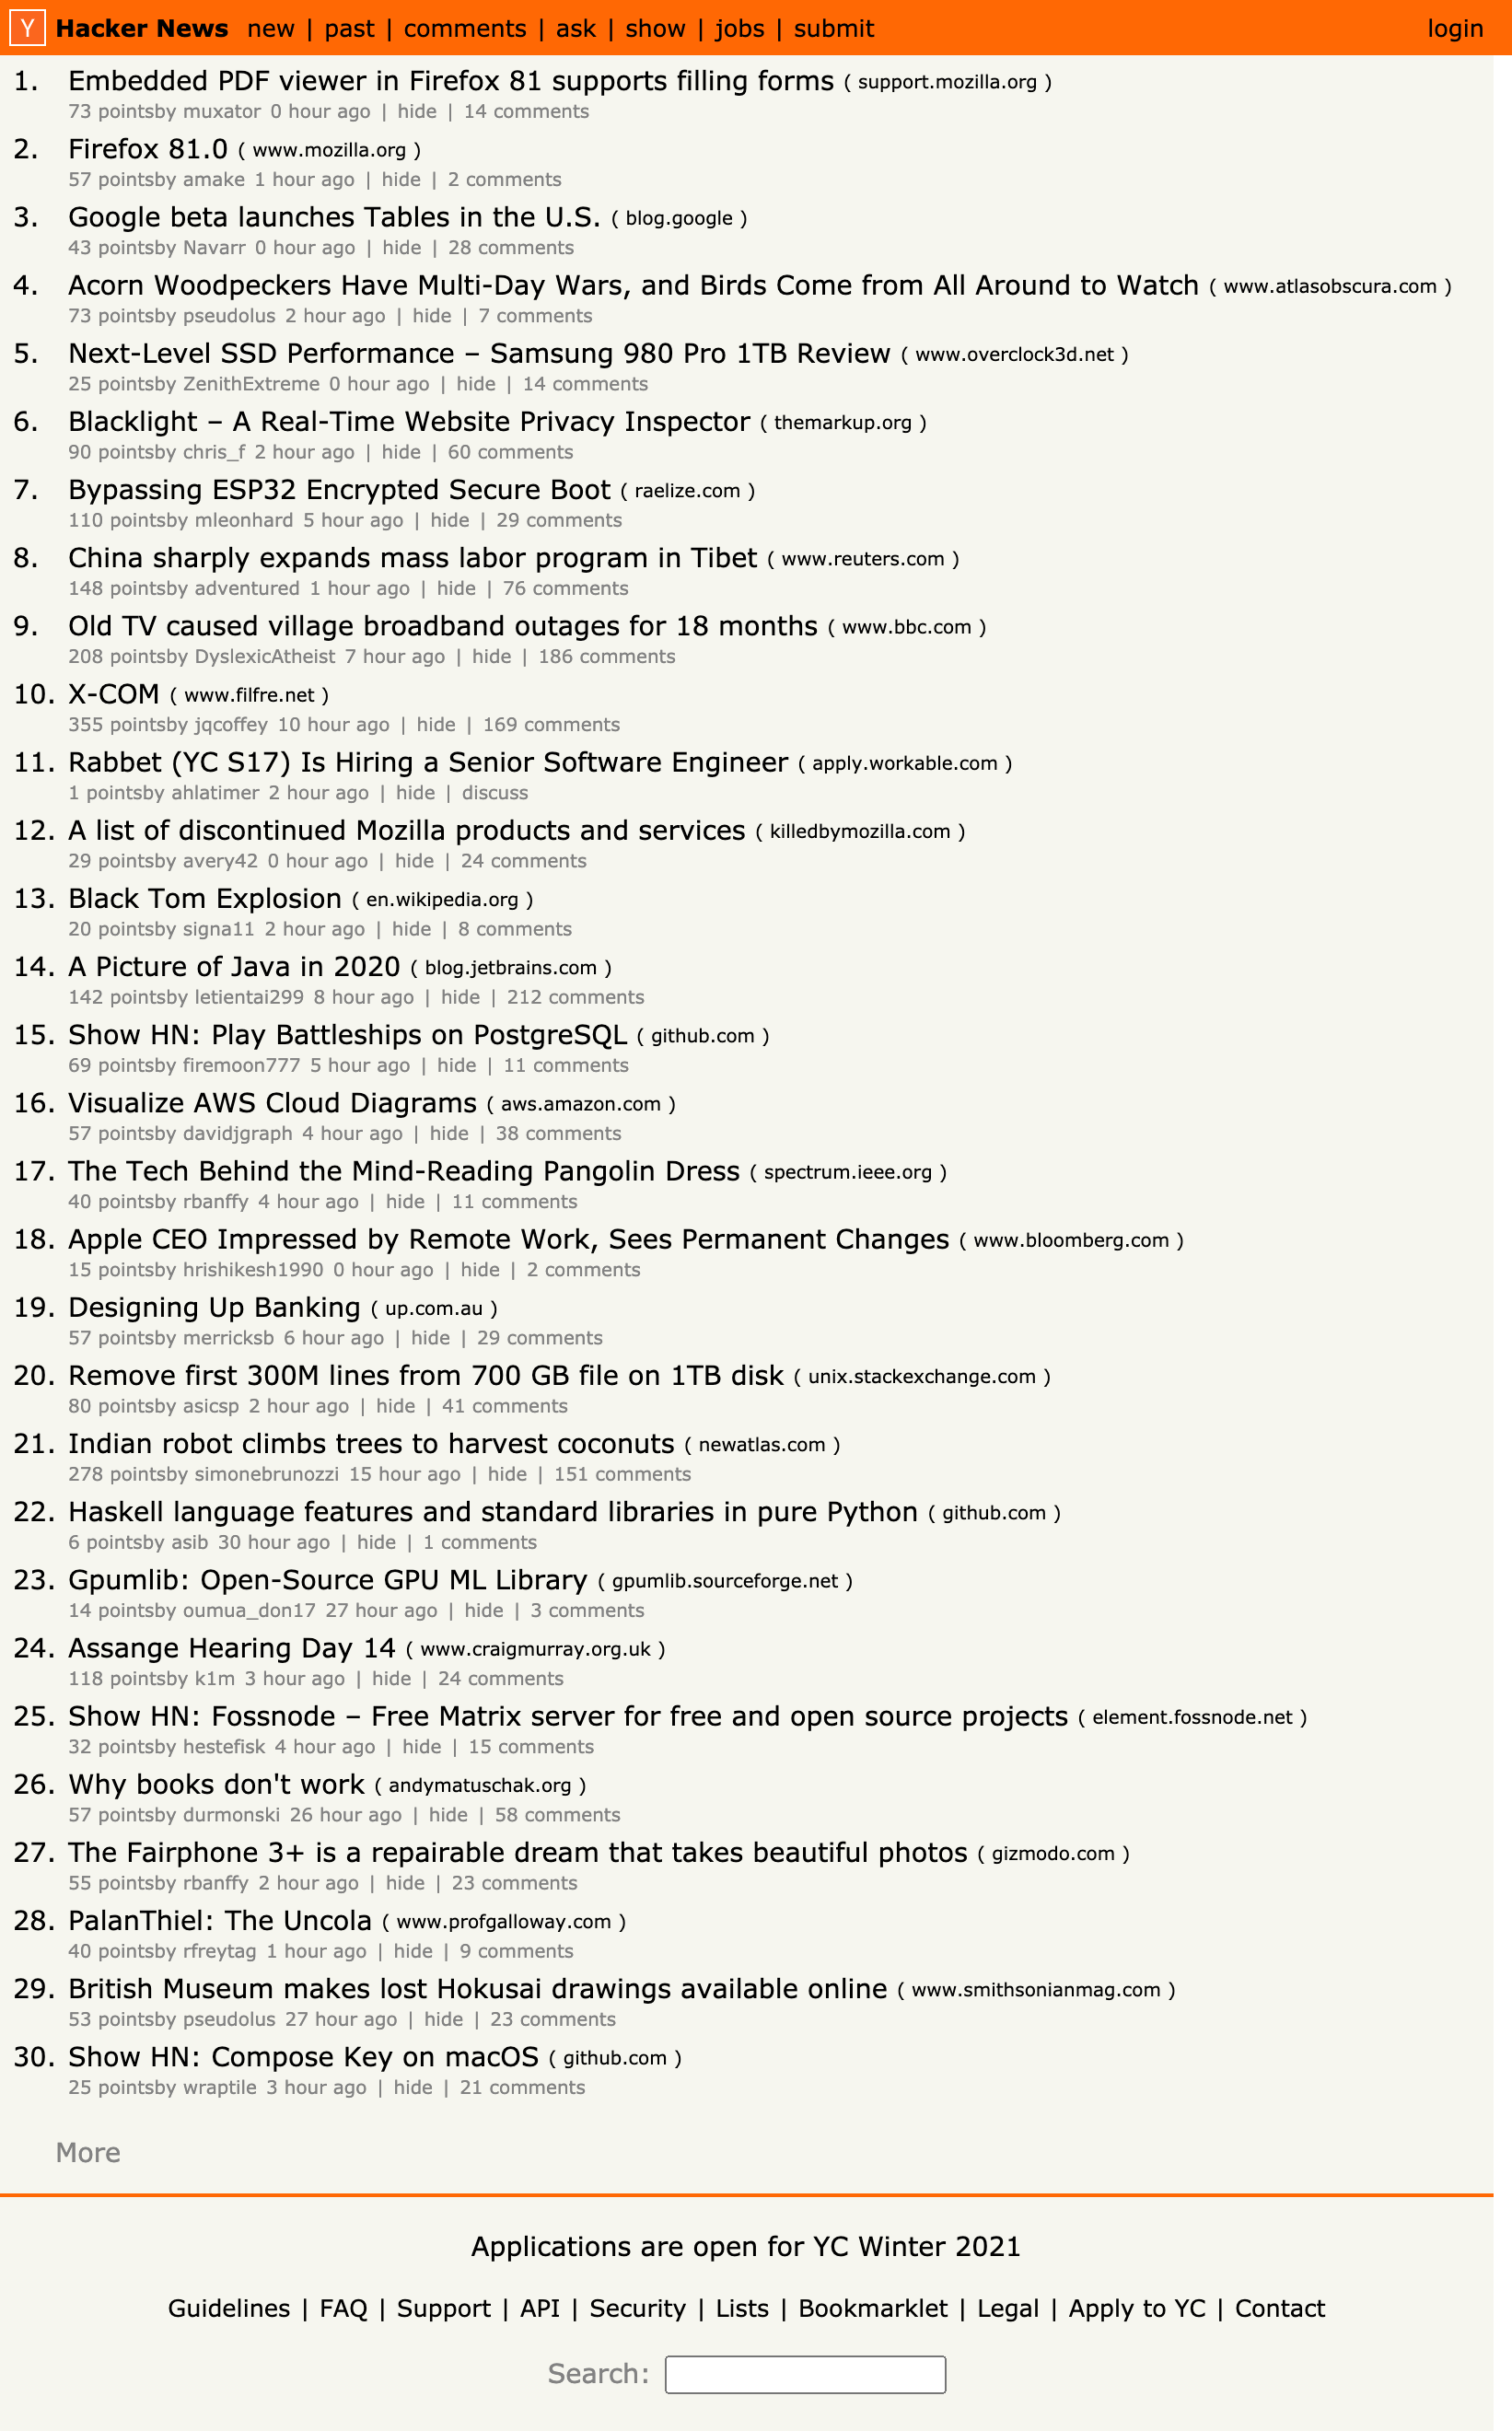 Y Hacker News new | past | comments | ask | show | jobs | submit login
1. Embedded PDF viewer in Firefox 81 supports filling forms ( support.mozilla.org )
73 pointsby muxator 0 hour ago | hide | 14 comments
2. Firefox 81.0 ( www.mozilla.org )
57 pointsby amake 1 hour ago | hide | 2 comments
3. Google beta launches Tables in the U.S. ( blog.google )
43 pointsby Navarr 0 hour ago | hide | 28 comments
4. Acorn Woodpeckers Have Multi-Day Wars, and Birds Come from All Around to Watch ( www.atlasobscura.com )
73 pointsby pseudolus 2 hour ago | hide | 7 comments
5. Next-Level SSD Performance – Samsung 980 Pro 1TB Review ( www.overclock3d.net )
25 pointsby ZenithExtreme 0 hour ago | hide | 14 comments
6. Blacklight – A Real-Time Website Privacy Inspector ( themarkup.org )
90 pointsby chris_f 2 hour ago | hide | 60 comments
7. Bypassing ESP32 Encrypted Secure Boot ( raelize.com )
110 pointsby mleonhard 5 hour ago | hide | 29 comments
8. China sharply expands mass labor program in Tibet ( www.reuters.com )
148 pointsby adventured 1 hour ago | hide | 76 comments
9. Old TV caused village broadband outages for 18 months ( www.bbc.com )
208 pointsby DyslexicAtheist 7 hour ago | hide | 186 comments
10. X-COM ( www.filfre.net )
355 pointsby jqcoffey 10 hour ago | hide | 169 comments
11. Rabbet (YC S17) Is Hiring a Senior Software Engineer ( apply.workable.com )
1 pointsby ahlatimer 2 hour ago | hide | discuss
12. A list of discontinued Mozilla products and services ( killedbymozilla.com )
29 pointsby avery42 0 hour ago | hide | 24 comments
13. Black Tom Explosion ( en.wikipedia.org )
20 pointsby signa11 2 hour ago | hide | 8 comments
14. A Picture of Java in 2020 ( blog.jetbrains.com )
142 pointsby letientai299 8 hour ago | hide | 212 comments
15. Show HN: Play Battleships on PostgreSQL ( github.com )
69 pointsby firemoon777 5 hour ago | hide | 11 comments
16. Visualize AWS Cloud Diagrams ( aws.amazon.com )
57 pointsby davidjgraph 4 hour ago | hide | 38 comments
17. The Tech Behind the Mind-Reading Pangolin Dress ( spectrum.ieee.org )
40 pointsby rbanffy 4 hour ago | hide | 11 comments
18. Apple CEO Impressed by Remote Work, Sees Permanent Changes ( www.bloomberg.com )
15 pointsby hrishikesh1990 0 hour ago | hide | 2 comments
19. Designing Up Banking ( up.com.au )
57 pointsby merricksb 6 hour ago | hide | 29 comments
20. Remove first 300M lines from 700 GB file on 1TB disk ( unix.stackexchange.com )
80 pointsby asicsp 2 hour ago | hide | 41 comments
21. Indian robot climbs trees to harvest coconuts ( newatlas.com )
278 pointsby simonebrunozzi 15 hour ago | hide | 151 comments
22. Haskell language features and standard libraries in pure Python ( github.com )
6 pointsby asib 30 hour ago | hide | 1 comments
23. Gpumlib: Open-Source GPU ML Library ( gpumlib.sourceforge.net )
14 pointsby oumua_don17 27 hour ago | hide | 3 comments
24. Assange Hearing Day 14 ( www.craigmurray.org.uk )
118 pointsby k1m 3 hour ago | hide | 24 comments
25. Show HN: Fossnode – Free Matrix server for free and open source projects ( element.fossnode.net )
32 pointsby hestefisk 4 hour ago | hide | 15 comments
26. Why books don't work ( andymatuschak.org )
57 pointsby durmonski 26 hour ago | hide | 58 comments
27. The Fairphone 3+ is a repairable dream that takes beautiful photos ( gizmodo.com )
55 pointsby rbanffy 2 hour ago | hide | 23 comments
28. PalanThiel: The Uncola ( www.profgalloway.com )
40 pointsby rfreytag 1 hour ago | hide | 9 comments
29. British Museum makes lost Hokusai drawings available online ( www.smithsonianmag.com )
53 pointsby pseudolus 27 hour ago | hide | 23 comments
30. Show HN: Compose Key on macOS ( github.com )
25 pointsby wraptile 3 hour ago | hide | 21 comments
More
Applications are open for YC Winter 2021
Guidelines | FAQ | Support | API | Security | Lists | Bookmarklet | Legal | Apply to YC | Contact
Search: